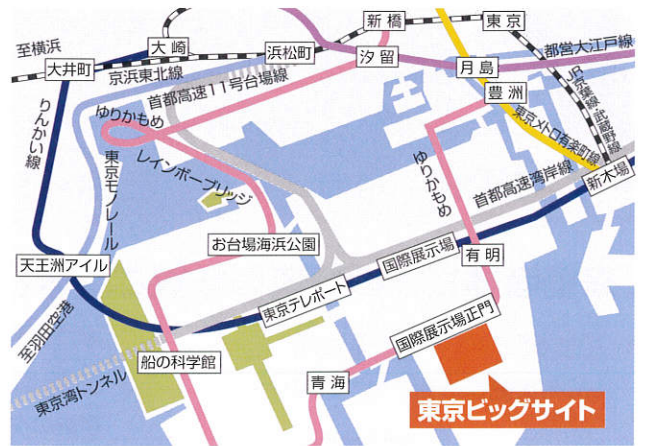 新橋
東京
至横浜
大崎
浜松町
汐留
都営大江戸線
大井町
京浜東北線
月島
首都高速11号台場線
豊洲
JR京葉線・武蔵野線
りんかい線
ゆりかもめ
東京メトロ有楽町線
東京モノレール
レインボーブリッジ
ゆりかもめ
首都高速湾岸線
新木場
お台場海浜公園
天王洲アイル
国際展示場
有明
東京テレポート
至羽田空港
国際展示場正門
船の科学館
東京湾トンネル
青海
東京ビッグサイト